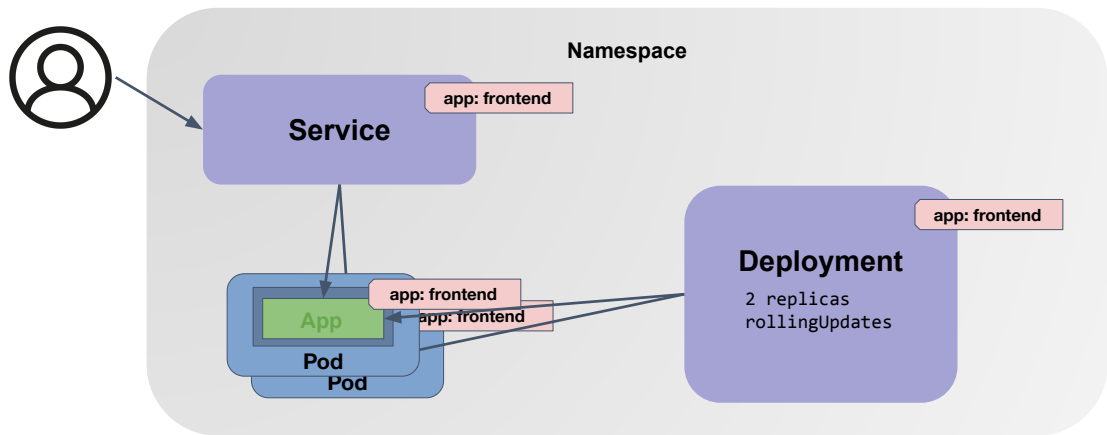 Namespace
app: frontend
Service
app: frontend
Deployment
2 replicas
rollingUpdates
app: frontend
app: frontend
App
Pod
Pod